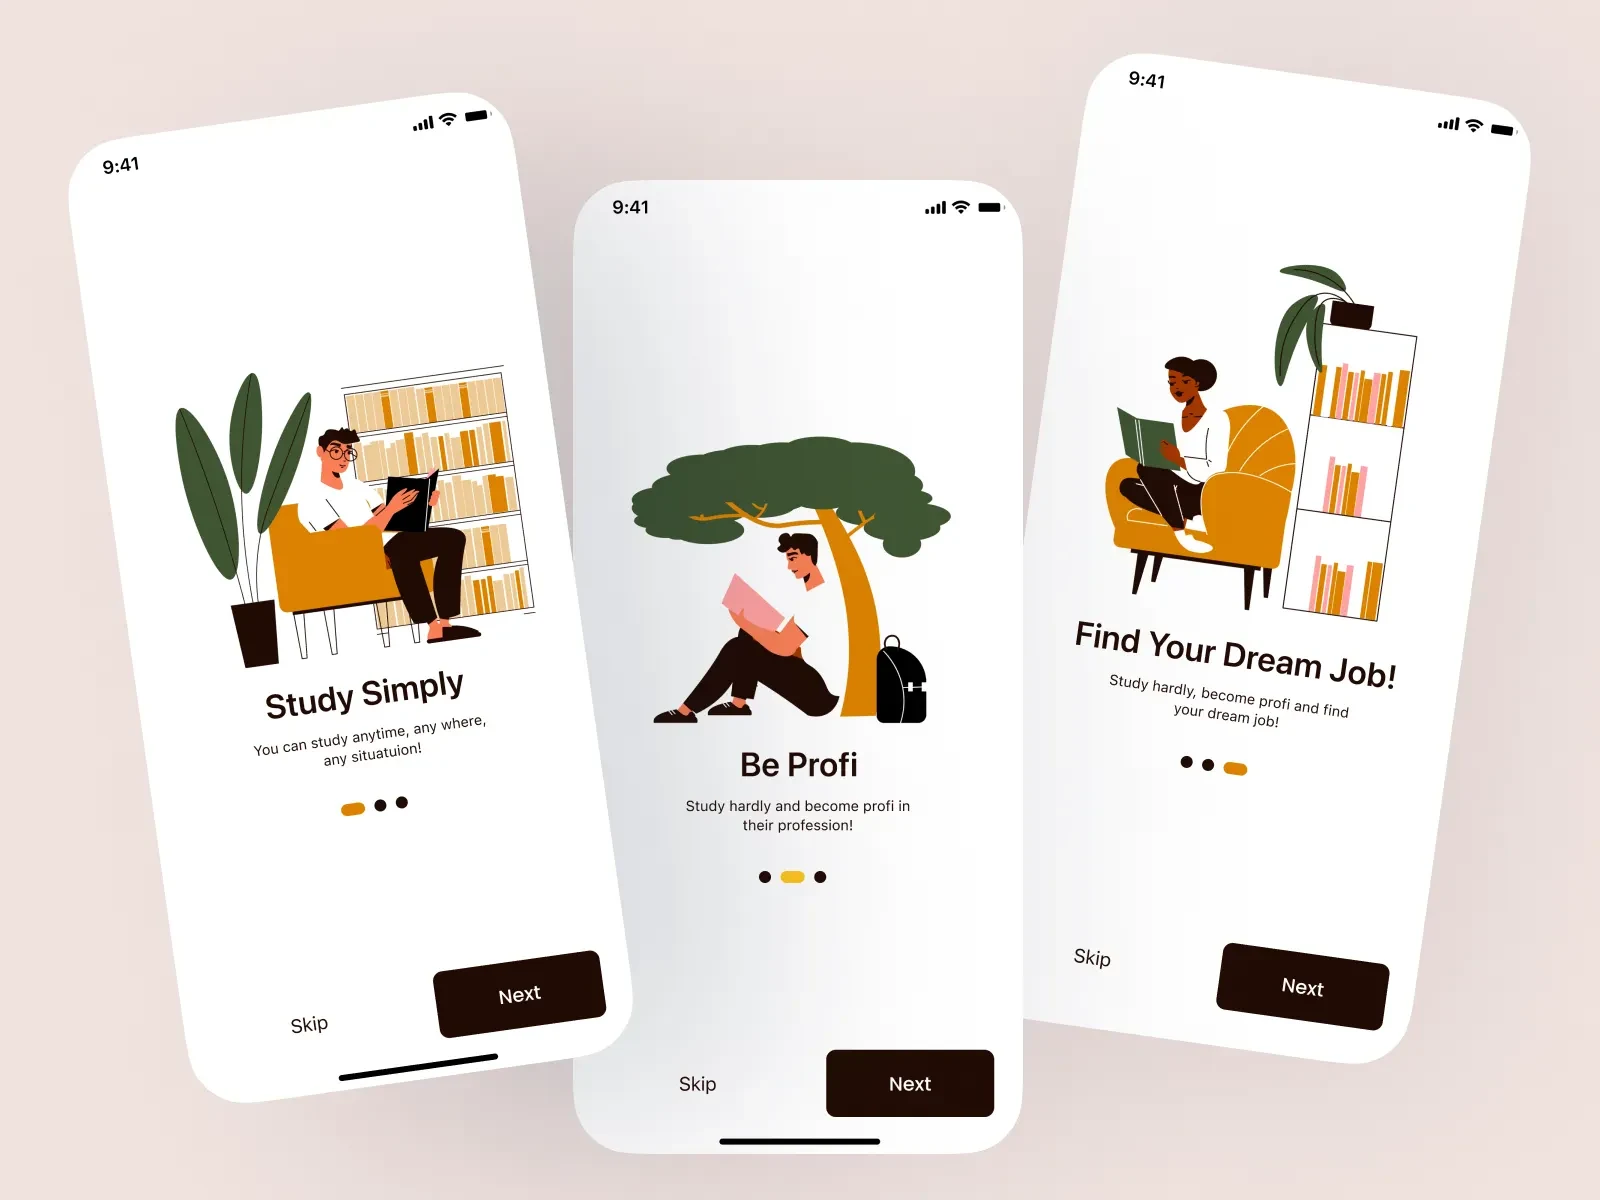 9:41
Study Simply
You can study anytime, any where,
any situatuion!
Skip
Next
9:41
Be Profi
Study hardly and become profi in
their profession!
Skip
Next
9:41
Find Your Dream Job!
Study hardly, become profi and find
your dream job!
Skip
Next